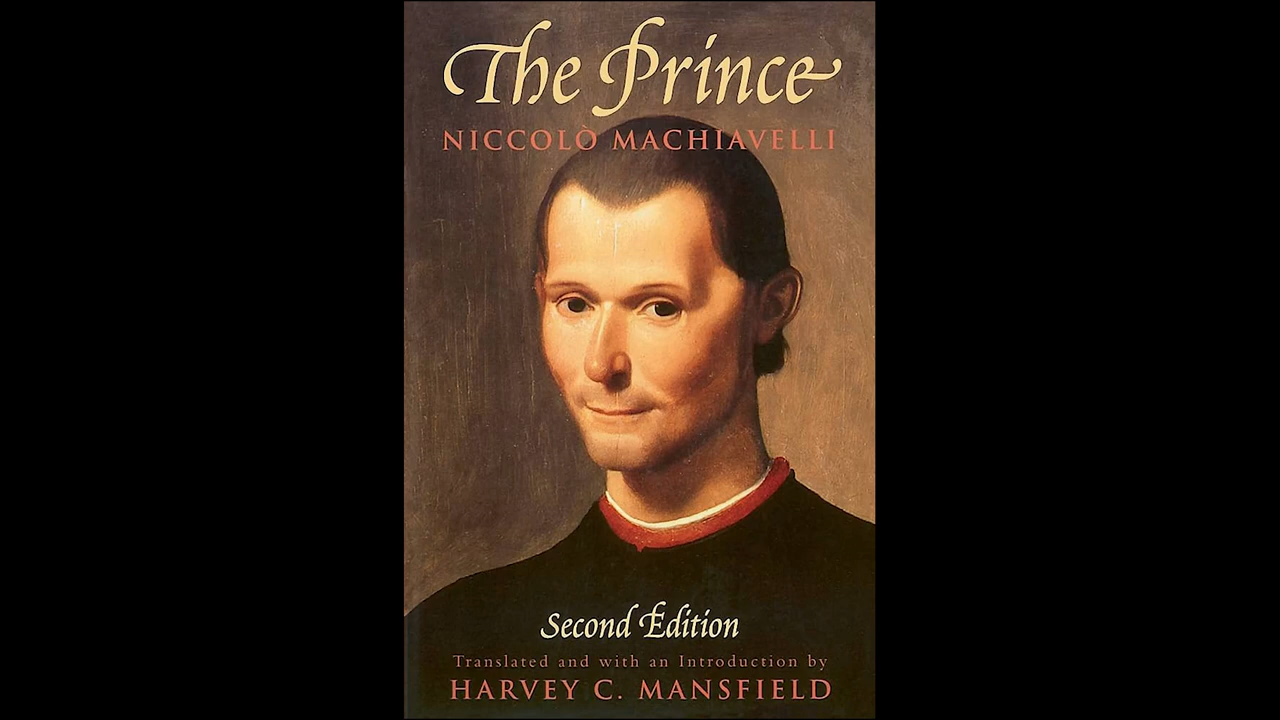 The Prince
NICCOLÒ MACHIAVELLI
Second Edition
Translated and with an Introduction by
HARVEY C. MANSFIELD